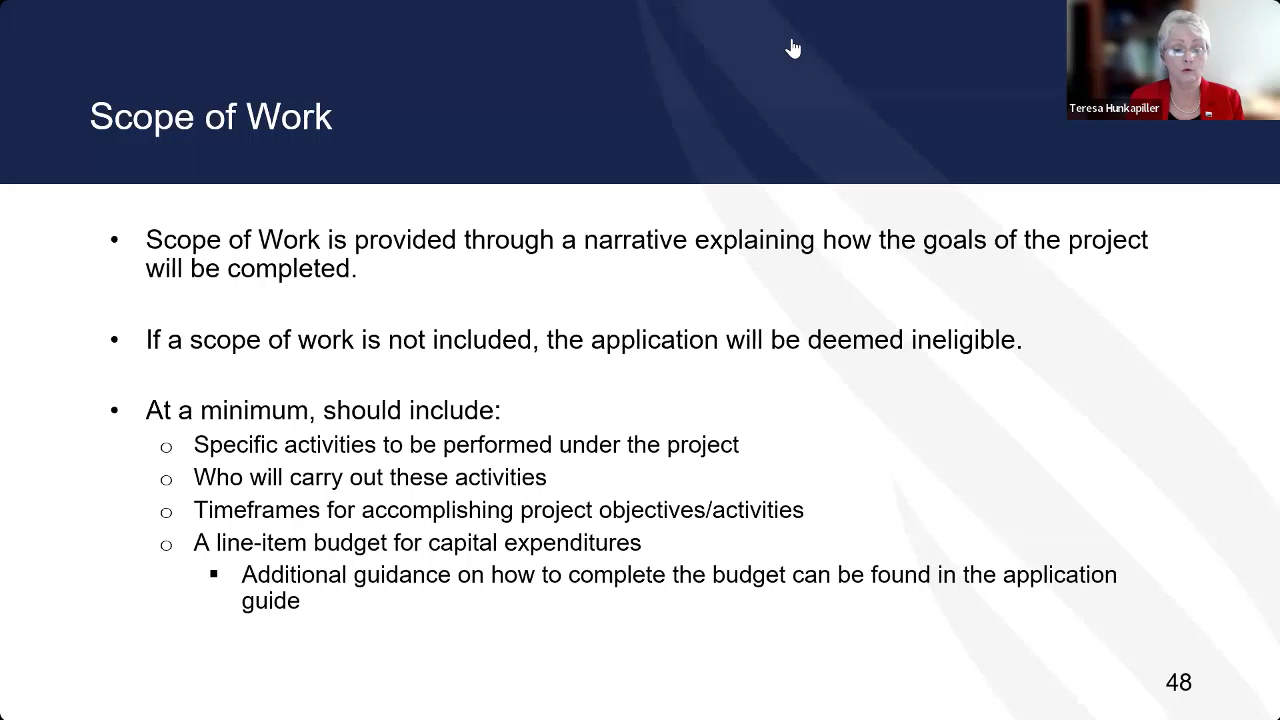 Teresa Hunkapiller
Scope of Work
• Scope of Work is provided through a narrative explaining how the goals of the project
will be completed.
• If a scope of work is not included, the application will be deemed ineligible.
• At a minimum, should include:
o Specific activities to be performed under the project
o Who will carry out these activities
o Timeframes for accomplishing project objectives/activities
o A line-item budget for capital expenditures
▪ Additional guidance on how to complete the budget can be found in the application
guide
48